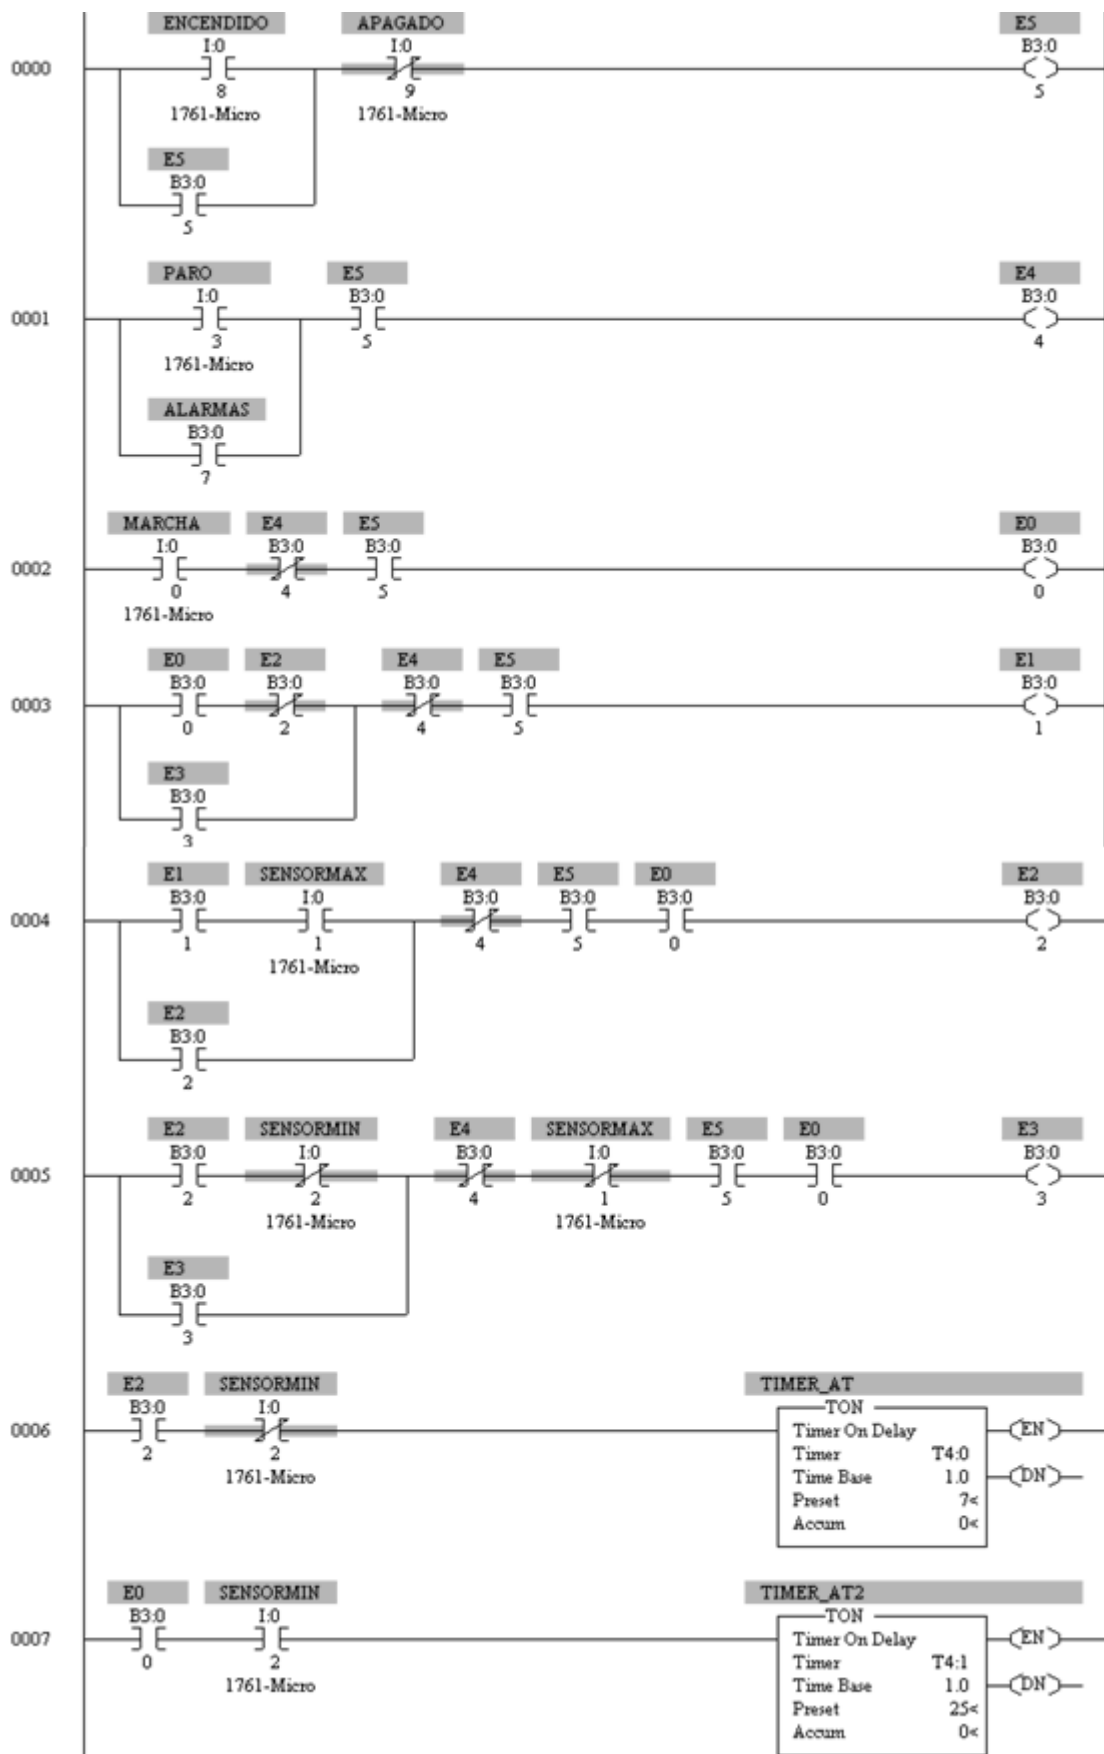 ENCENDIDO APAGADO E5
I:0 I:0 B3:0
0000
8 9 5
1761-Micro 1761-Micro
E5
B3:0
5
PARO E5 E4
I:0 B3:0 B3:0
0001
3 5 4
1761-Micro
ALARMAS
B3:0
7
MARCHA E4 E5 E0
I:0 B3:0 B3:0 B3:0
0002
0 4 5 0
1761-Micro
E0 E2 E4 E5 E1
B3:0 B3:0 B3:0 B3:0 B3:0
0003
0 2 4 5 1
E3
B3:0
3
E1 SENSORMAX E4 E5 E0 E2
B3:0 I:0 B3:0 B3:0 B3:0 B3:0
0004
1 1 4 5 0 2
1761-Micro
E2
B3:0
2
E2 SENSORMIN E4 SENSORMAX E5 E0 E3
B3:0 I:0 B3:0 I:0 B3:0 B3:0 B3:0
0005
2 2 4 1 5 0 3
1761-Micro 1761-Micro
E3
B3:0
3
E2 SENSORMIN TIMER_AT
B3:0 I:0 TON
0006 Timer On Delay EN
2 2 Timer T4:0
1761-Micro Time Base 1.0 DN
Preset 7<
Accum 0<
E0 SENSORMIN TIMER_AT2
B3:0 I:0 TON
0007 Timer On Delay EN
0 2 Timer T4:1
1761-Micro Time Base 1.0 DN
Preset 25<
Accum 0<